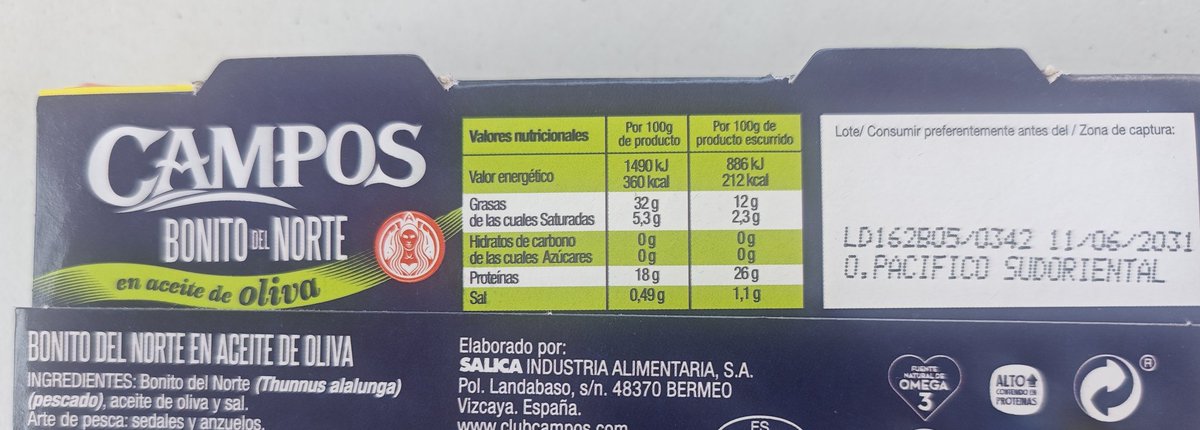 CAMPOS
BONITO DEL NORTE
en aceite de oliva
Valores nutricionales Por 100g de producto Por 100g de producto escurrido
Valor energético 1490 kJ 360 kcal 886 kJ 212 kcal
Grasas 32 g 12 g
de las cuales Saturadas 5,3 g 2,3 g
Hidratos de carbono 0 g 0 g
de las cuales Azúcares 0 g 0 g
Proteínas 18 g 26 g
Sal 0,49 g 1,1 g
Lote/ Consumir preferentemente antes del / Zona de captura:
LD162B05/0342 11/06/2031
O.PACIFICO SUDORIENTAL
BONITO DEL NORTE EN ACEITE DE OLIVA
INGREDIENTES: Bonito del Norte (Thunnus alalunga)
(pescado), aceite de oliva y sal.
Arte de pesca: sedales y anzuelos.
Elaborado por:
SALICA INDUSTRIA ALIMENTARIA, S.A.
Pol. Landabaso, s/n. 48370 BERMEO
Vizcaya. España.
www.clubcampos.com
ES
FUENTE
NATURAL DE
OMEGA
3
ALTO
CONTENIDO EN
PROTEINAS
®